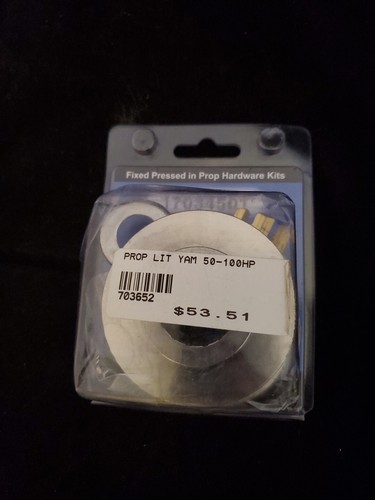 Fixed Pressed in Prop Hardware Kits
PROP LIT YAM 50-100HP
703652
$53.51